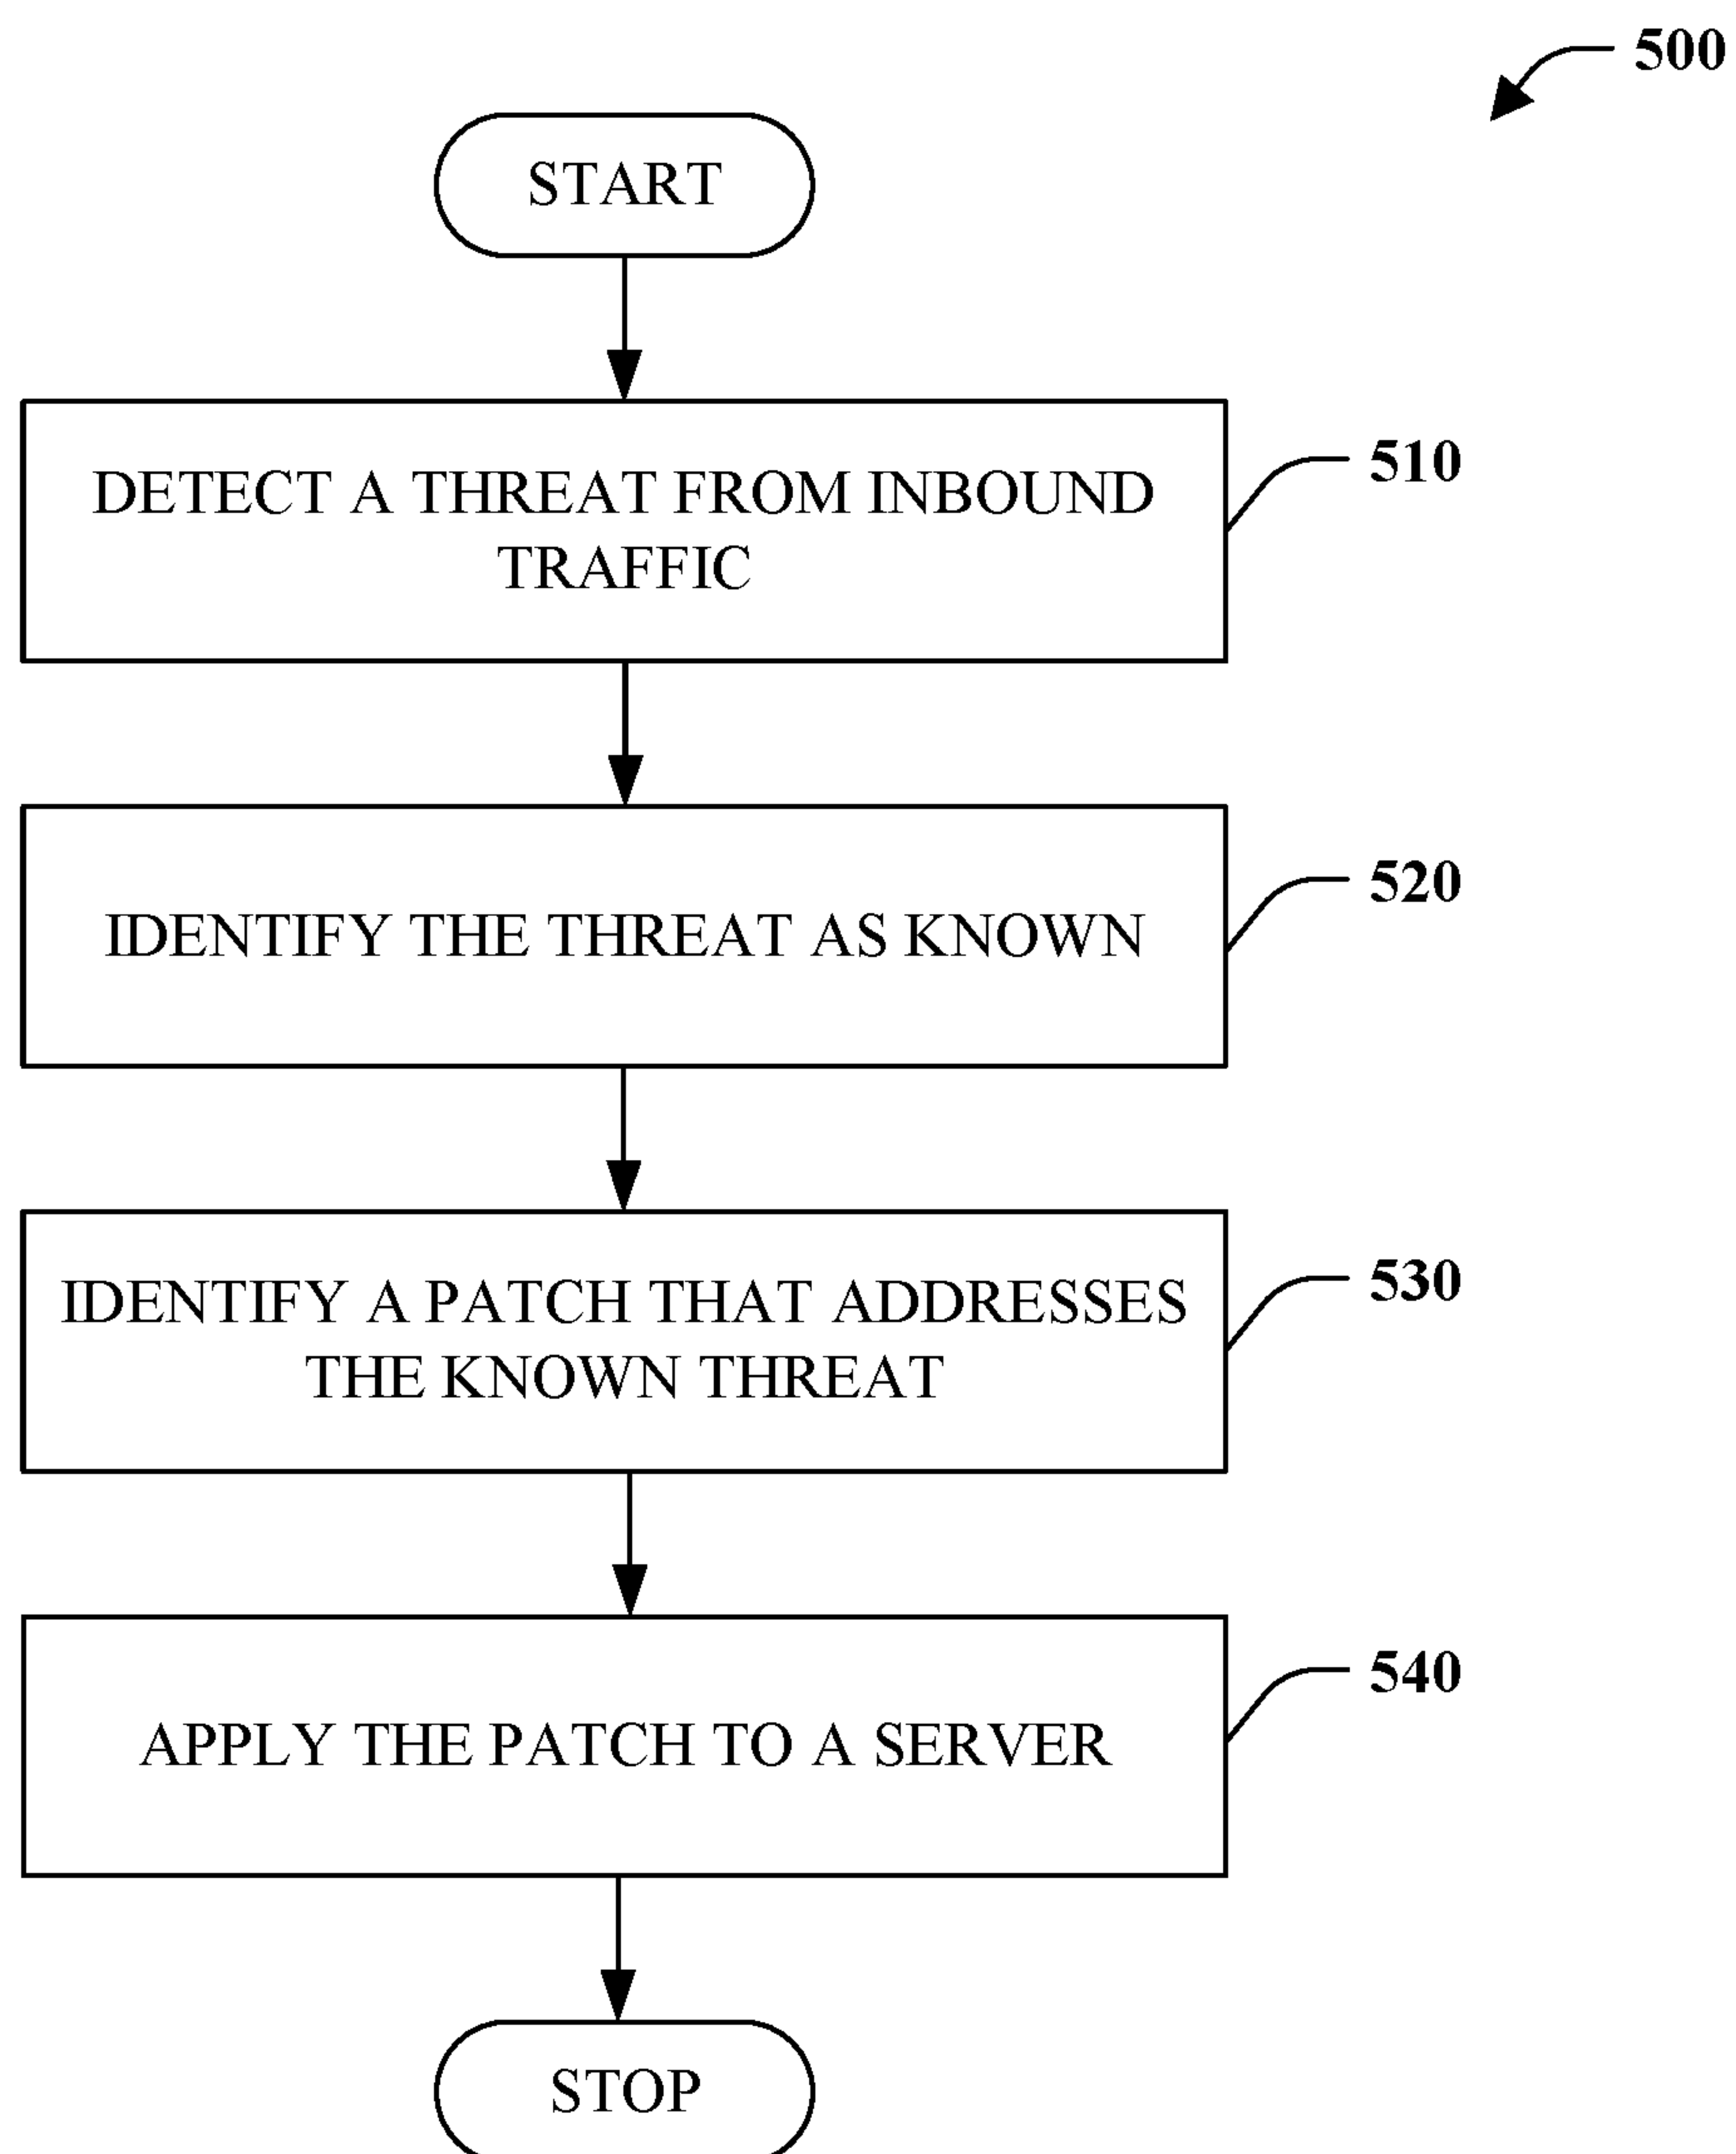 500
START
DETECT A THREAT FROM INBOUND
TRAFFIC
510
IDENTIFY THE THREAT AS KNOWN
520
IDENTIFY A PATCH THAT ADDRESSES
THE KNOWN THREAT
530
APPLY THE PATCH TO A SERVER
540
STOP